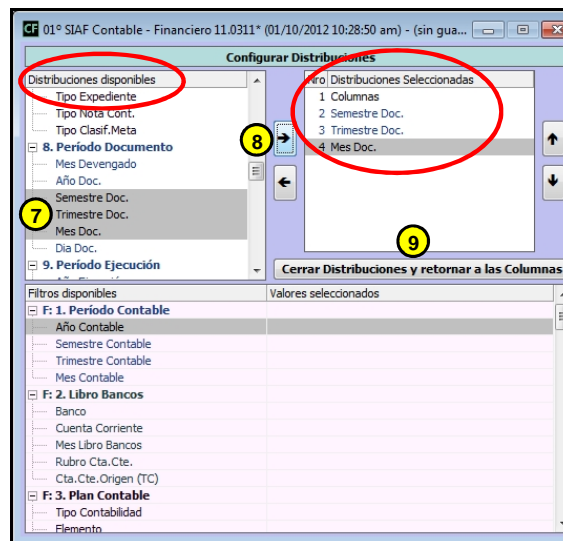 CF 01º SIAF Contable - Financiero 11.0311* (01/10/2012 10:28:50 am) - (sin gua...
Configurar Distribuciones
Distribuciones disponibles
Tipo Expediente
Tipo Nota Cont.
Tipo Clasif.Meta
8. Período Documento
Mes Devengado
Año Doc.
Semestre Doc.
Trimestre Doc.
Mes Doc.
Dia Doc.
9. Período Ejecución
7
8
Nro Distribuciones Seleccionadas
1 Columnas
2 Semestre Doc.
3 Trimestre Doc.
4 Mes Doc.
9
Cerrar Distribuciones y retornar a las Columnas
Filtros disponibles Valores seleccionados
F: 1. Período Contable
Año Contable
Semestre Contable
Trimestre Contable
Mes Contable
F: 2. Libro Bancos
Banco
Cuenta Corriente
Mes Libro Bancos
Rubro Cta.Cte.
Cta.Cte.Origen (TC)
F: 3. Plan Contable
Tipo Contabilidad
Elemento